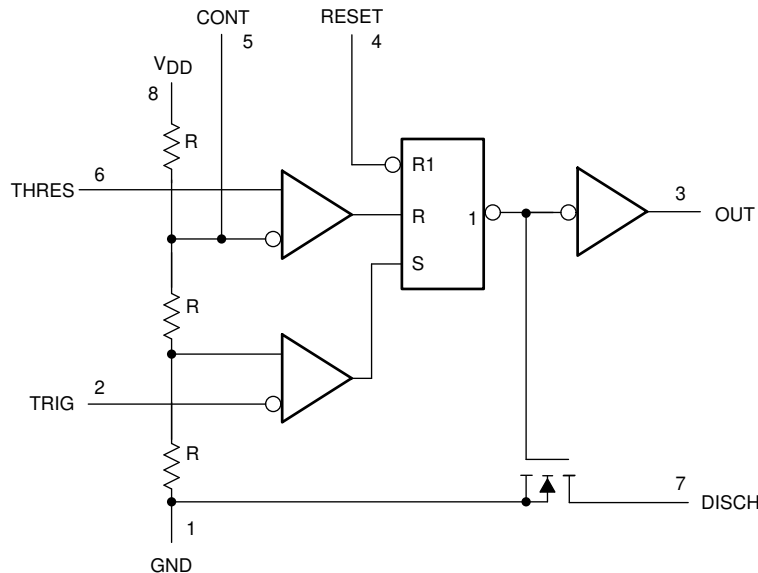 CONT
5
RESET
4
VDD
8
R
R1
6
THRES
R
1
3
OUT
S
R
2
TRIG
R
7
DISCH
1
GND